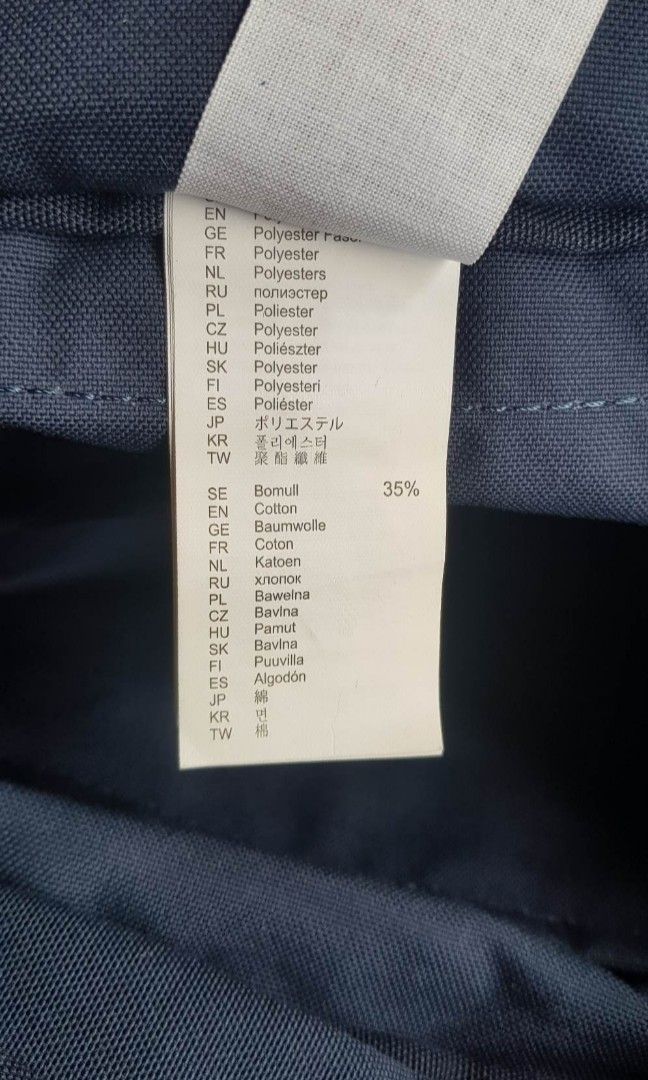 EN
GE Polyester
FR Polyester
NL Polyesters
RU полиэстер
PL Poliester
CZ Polyester
HU Poliészter
SK Polyester
FI Polyesteri
ES Poliéster
JP ポリエステル
KR 폴리에스터
TW 聚酯纖維
SE Bomull 35%
EN Cotton
GE Baumwolle
FR Coton
NL Katoen
RU хлопок
PL Bawełna
CZ Bavlna
HU Pamut
SK Bavlna
FI Puuvilla
ES Algodón
JP 綿
KR 면
TW 棉